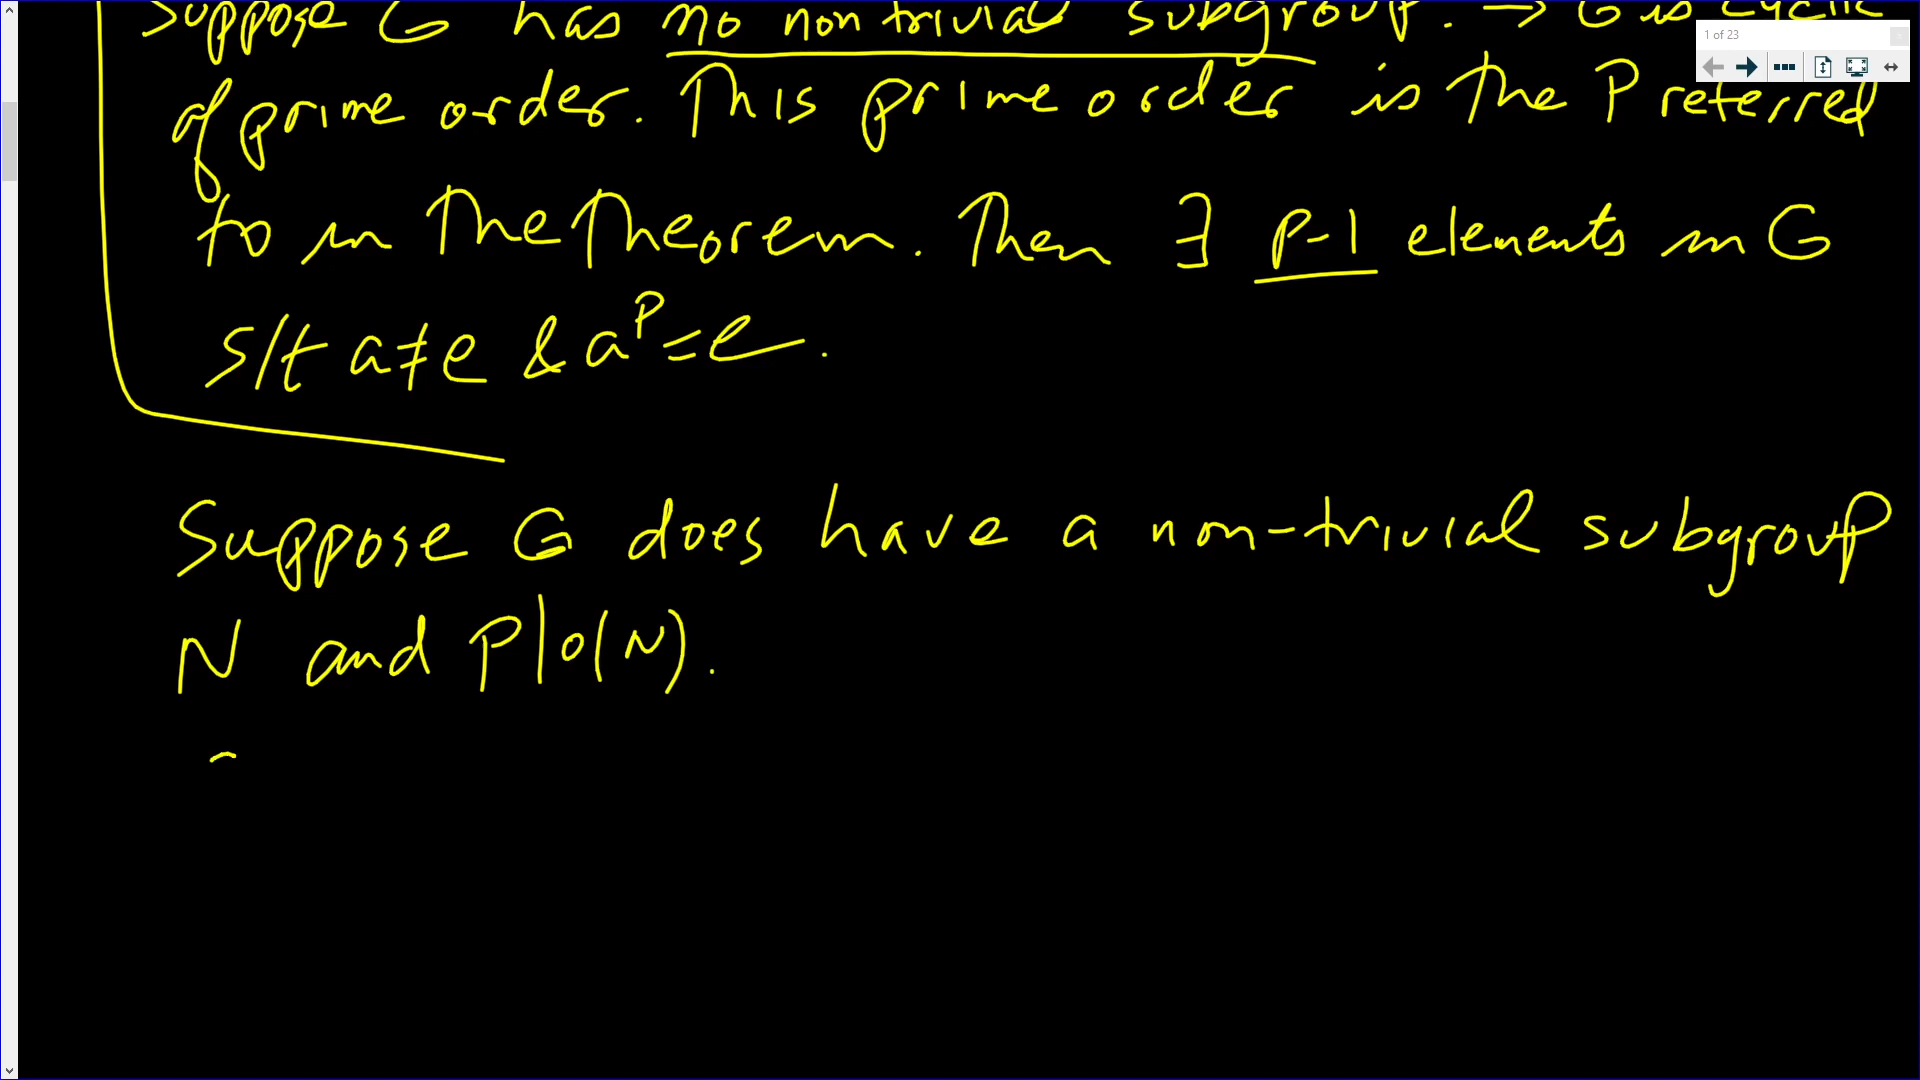 Suppose G has no non trivial subgroup. → G is cyclic
1 of 23
of prime order. This prime order is the P referred
to in the theorem. Then ∃ p-1 elements in G
s/t a≠e & a^p=e.
Suppose G does have a non-trivial subgroup
N and P|o(N).